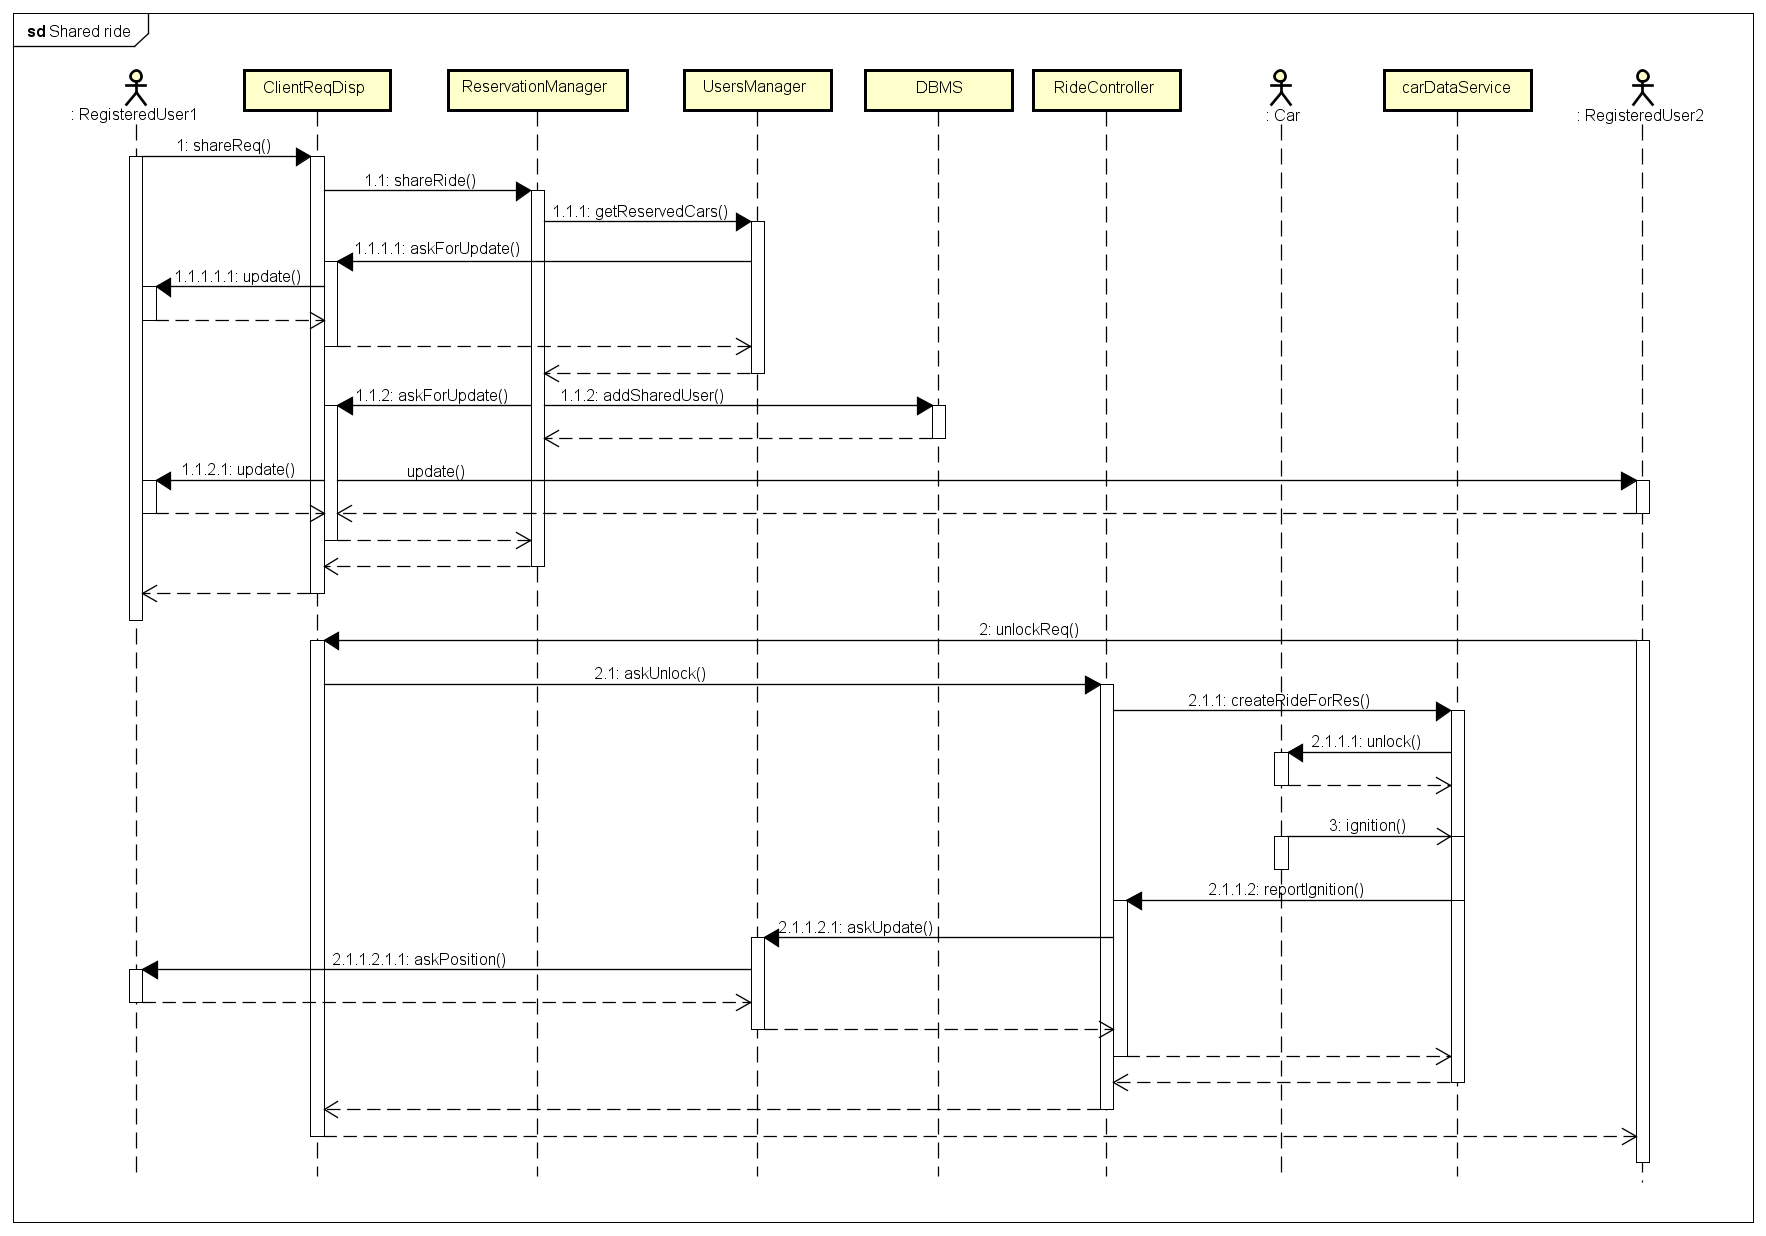 sd Shared ride
: RegisteredUser1
ClientReqDisp
ReservationManager
UsersManager
DBMS
RideController
: Car
carDataService
: RegisteredUser2
1: shareReq()
1.1: shareRide()
1.1.1: getReservedCars()
1.1.1.1: askForUpdate()
1.1.1.1.1: update()
1.1.2: askForUpdate()
1.1.2: addSharedUser()
1.1.2.1: update()
update()
2: unlockReq()
2.1: askUnlock()
2.1.1: createRideForRes()
2.1.1.1: unlock()
3: ignition()
2.1.1.2: reportIgnition()
2.1.1.2.1: askUpdate()
2.1.1.2.1.1: askPosition()